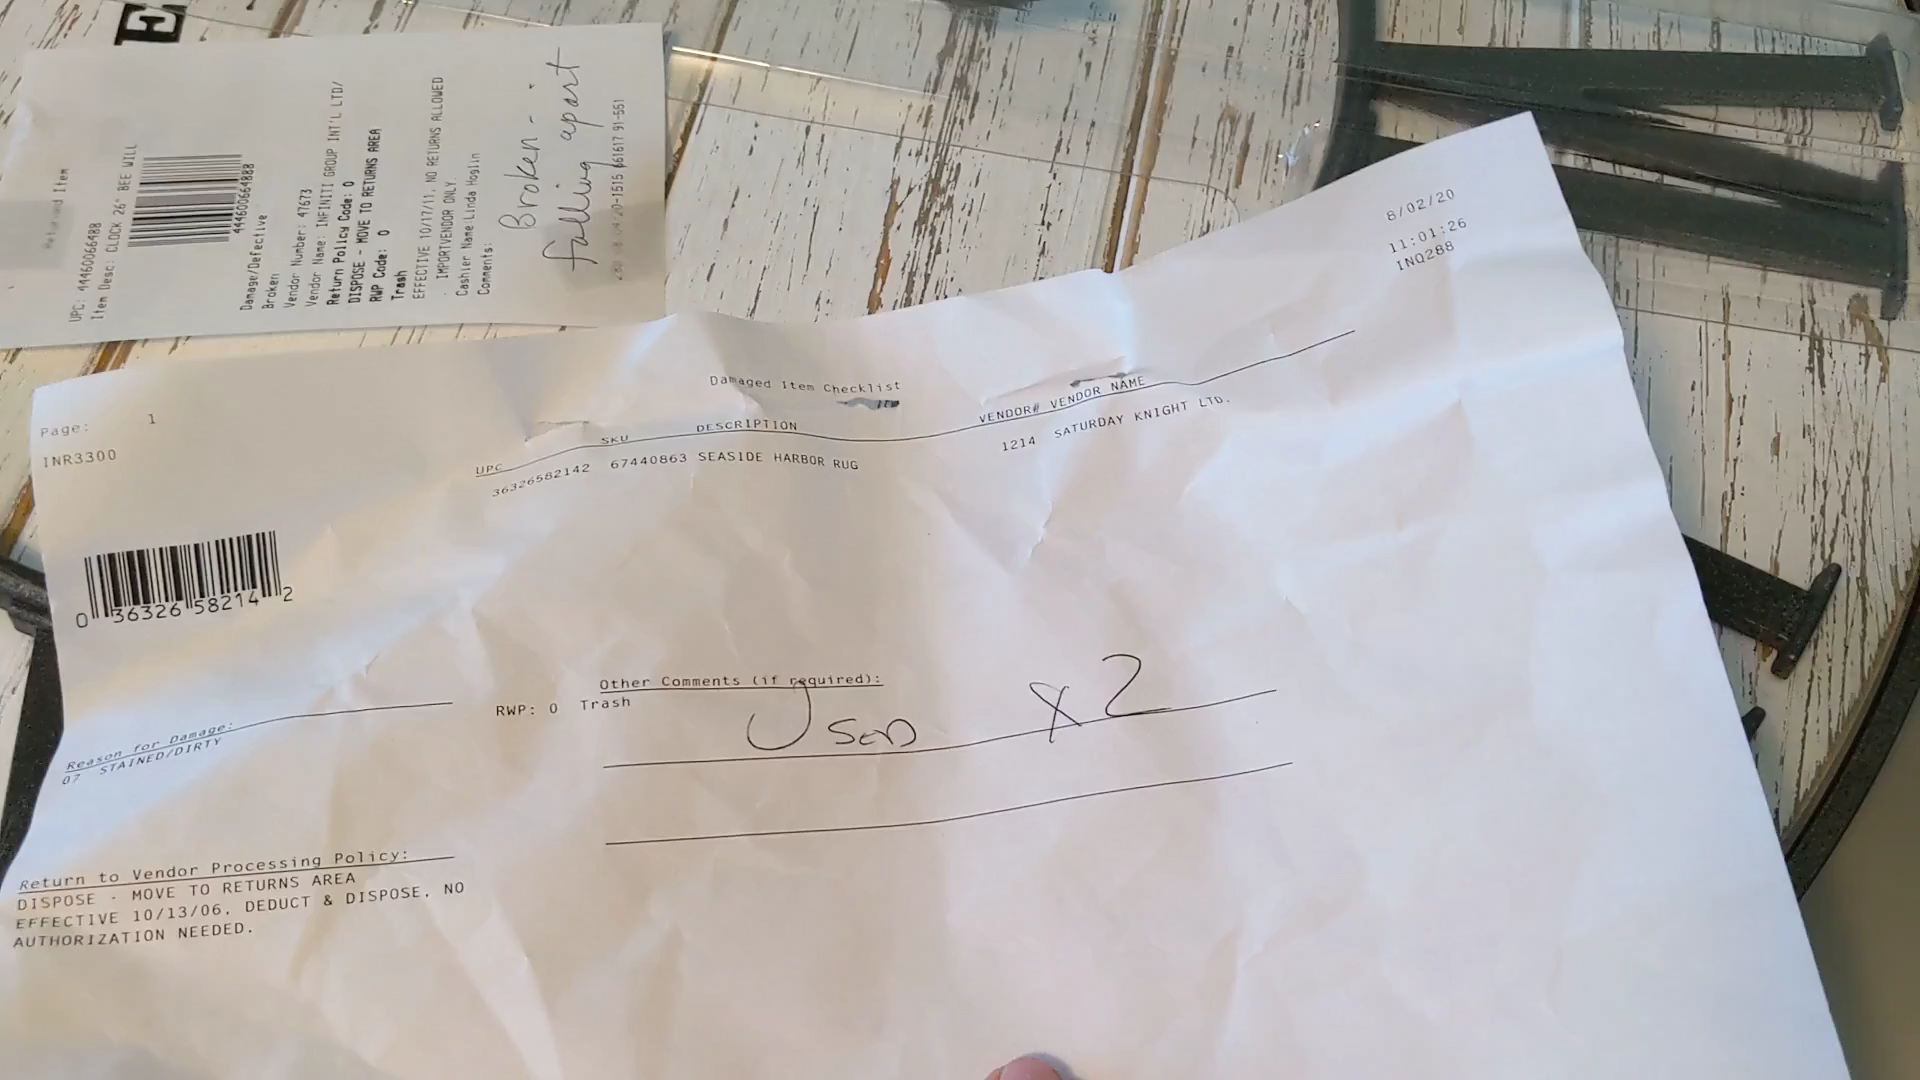 E
Refund Item
UPC: 44460066488
Item Desc: CLOCK 26" BEE WILL
444600664888
Damage/Defective
Broken
Vendor Number: 47673
Vendor Name: INFINITI GROUP INT'L LTD/
Return Policy Code: 0
DISPOSE - MOVE TO RETURNS AREA
RWP Code: 0
Trash
EFFECTIVE 10/17/11, NO RETURNS ALLOWED
IMPORTVENDOR ONLY.
Cashier Name:Linda Hoglin
Comments:
Broken - .
falling apart
8/02/20
11:01:26
INQ288
Damaged Item Checklist
Page: 1
INR3300
UPC SKU DESCRIPTION VENDOR# VENDOR NAME
36326582142 67440863 SEASIDE HARBOR RUG 1214 SATURDAY KNIGHT LTD.
0 36326 58214 2
Other Comments (if required):
RWP: 0 Trash
Used x2
Reason for Damage:
07 STAINED/DIRTY
Return to Vendor Processing Policy:
DISPOSE - MOVE TO RETURNS AREA
EFFECTIVE 10/13/06, DEDUCT & DISPOSE, NO
AUTHORIZATION NEEDED.